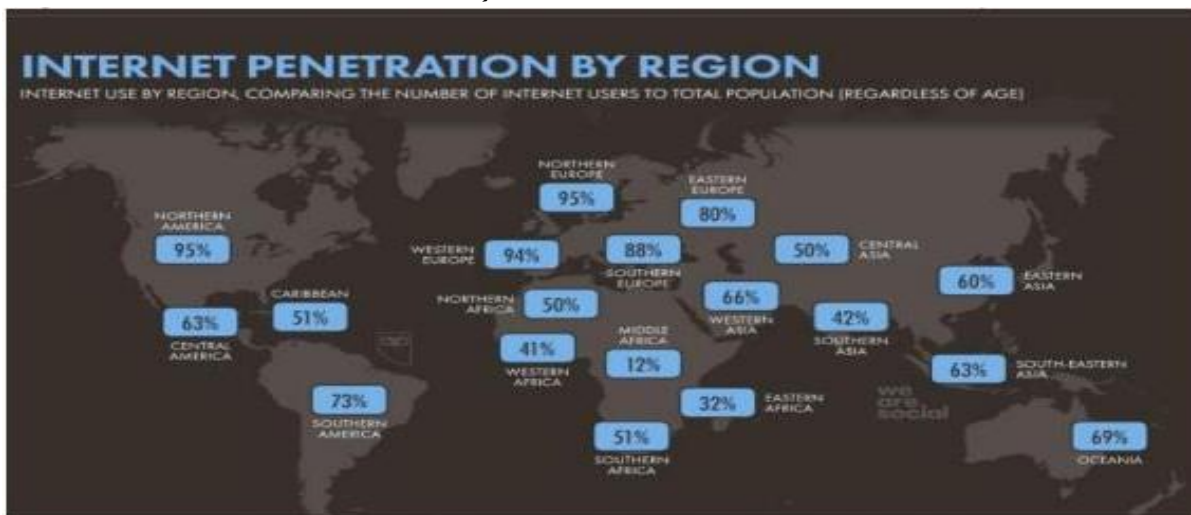 INTERNET PENETRATION BY REGION
INTERNET USE BY REGION, COMPARING THE NUMBER OF INTERNET USERS TO TOTAL POPULATION (REGARDLESS OF AGE)
NORTHERN
AMERICA
95%
CENTRAL
AMERICA
63%
CARIBBEAN
51%
SOUTHERN
AMERICA
73%
NORTHERN
EUROPE
95%
WESTERN
EUROPE
94%
EASTERN
EUROPE
80%
88%
SOUTHERN
EUROPE
NORTHERN
AFRICA
50%
41%
WESTERN
AFRICA
MIDDLE
AFRICA
12%
32%
EASTERN
AFRICA
51%
SOUTHERN
AFRICA
66%
WESTERN
ASIA
50%
CENTRAL
ASIA
42%
SOUTHERN
ASIA
60%
EASTERN
ASIA
63%
SOUTH-EASTERN
ASIA
we
are
social
69%
OCEANIA